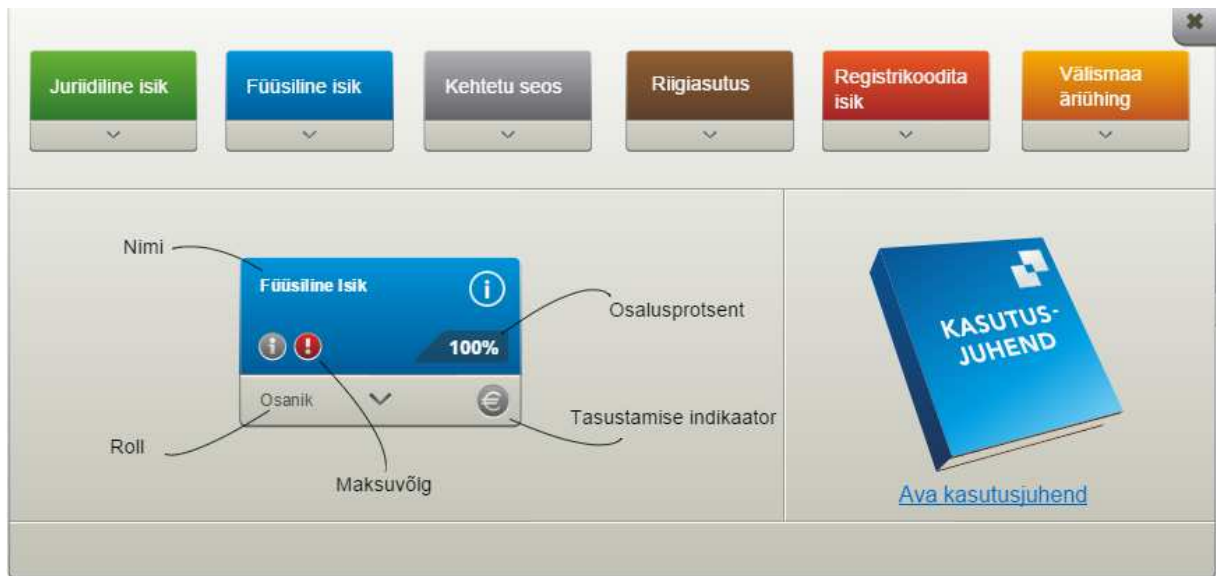 Juriidiline isik
Füüsiline isik
Kehtetu seos
Riigiasutus
Registrikoodita
isik
Välismaa
äriühing
Nimi
Füüsiline Isik
Osalusprotsent
100%
Osanik
Tasustamise indikaator
Roll
Maksuvõlg
KASUTUS-
JUHEND
Ava kasutusjuhend